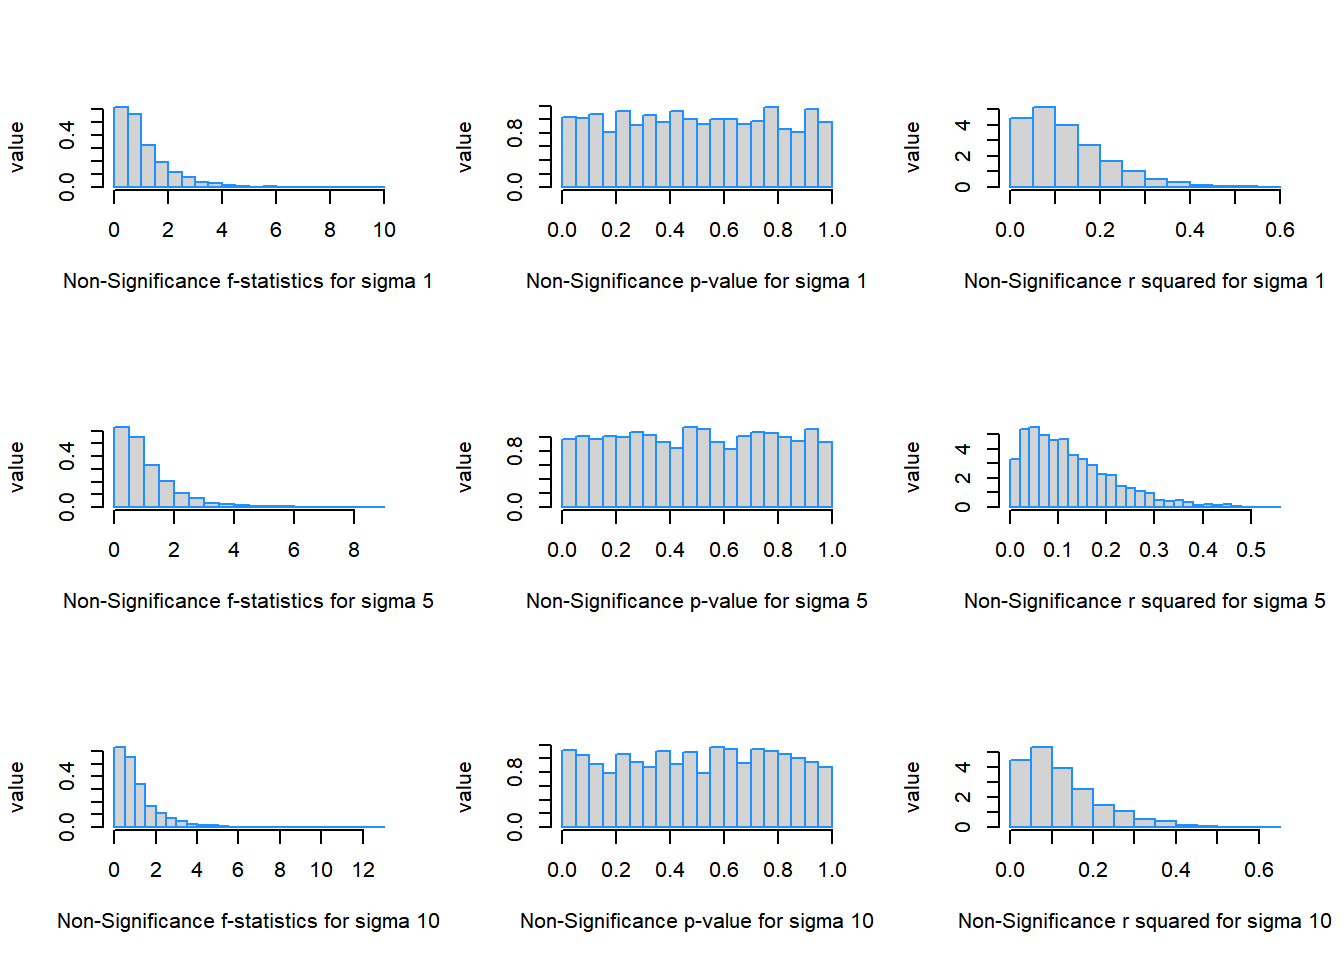 value
0.0 0.4
0 2 4 6 8 10
Non-Significance f-statistics for sigma 1
value
0.0 0.8
0.0 0.2 0.4 0.6 0.8 1.0
Non-Significance p-value for sigma 1
value
0 2 4
0.0 0.2 0.4 0.6
Non-Significance r squared for sigma 1
value
0.0 0.4
0 2 4 6 8
Non-Significance f-statistics for sigma 5
value
0.0 0.8
0.0 0.2 0.4 0.6 0.8 1.0
Non-Significance p-value for sigma 5
value
0 2 4
0.0 0.1 0.2 0.3 0.4 0.5
Non-Significance r squared for sigma 5
value
0.0 0.4
0 2 4 6 8 10 12
Non-Significance f-statistics for sigma 10
value
0.0 0.8
0.0 0.2 0.4 0.6 0.8 1.0
Non-Significance p-value for sigma 10
value
0 2 4
0.0 0.2 0.4 0.6
Non-Significance r squared for sigma 10